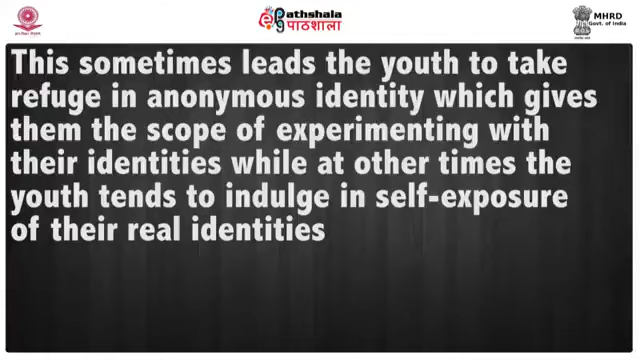 ePathshala
पाठशाला
MHRD
Govt. of India
This sometimes leads the youth to take
refuge in anonymous identity which gives
them the scope of experimenting with
their identities while at other times the
youth tends to indulge in self-exposure
of their real identities